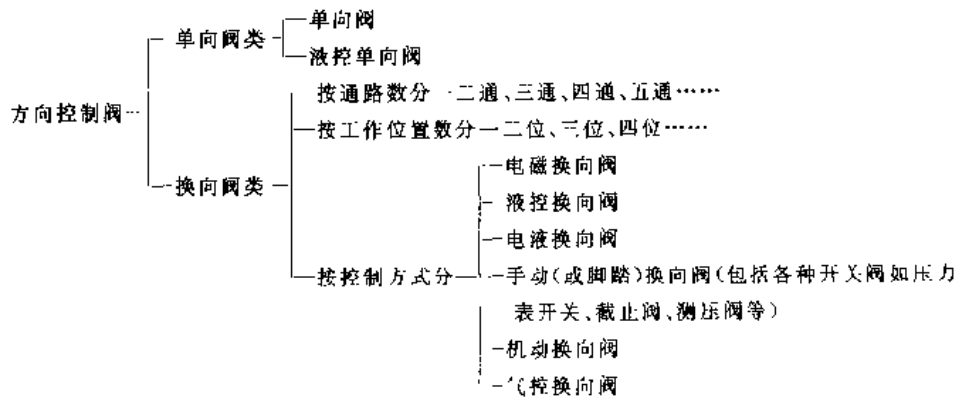 单向阀
单向阀类
液控单向阀
按通路数分一二通、三通、四通、五通……
方向控制阀
按工作位置数分一二位、三位、四位……
电磁换向阀
换向阀类
液控换向阀
电液换向阀
按控制方式分
手动(或脚踏)换向阀(包括各种开关阀如压力
表开关、截止阀、测压阀等)
机动换向阀
气控换向阀